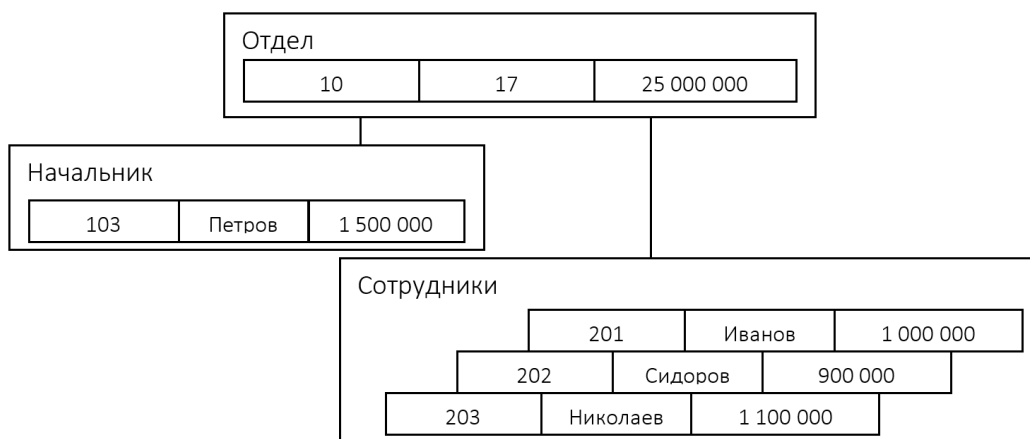 Отдел
10 17 25 000 000
Начальник
103 Петров 1 500 000
Сотрудники
201 Иванов 1 000 000
202 Сидоров 900 000
203 Николаев 1 100 000